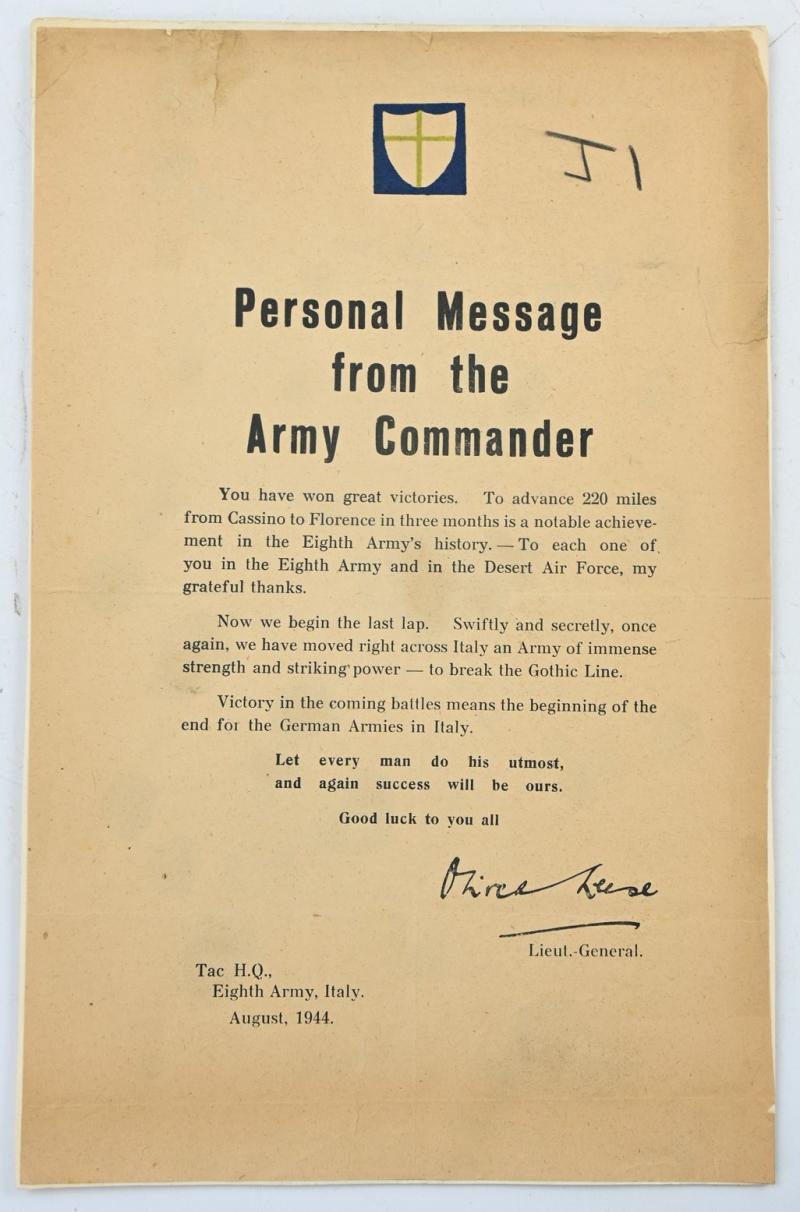 J1
Personal Message
from the
Army Commander
You have won great victories. To advance 220 miles
from Cassino to Florence in three months is a notable achieve-
ment in the Eighth Army's history. — To each one of
you in the Eighth Army and in the Desert Air Force, my
grateful thanks.
Now we begin the last lap. Swiftly and secretly, once
again, we have moved right across Italy an Army of immense
strength and striking power — to break the Gothic Line.
Victory in the coming battles means the beginning of the
end for the German Armies in Italy.
Let every man do his utmost,
and again success will be ours.
Good luck to you all
Oliver Leese
Lieut.-General.
Tac H.Q.,
Eighth Army, Italy.
August, 1944.